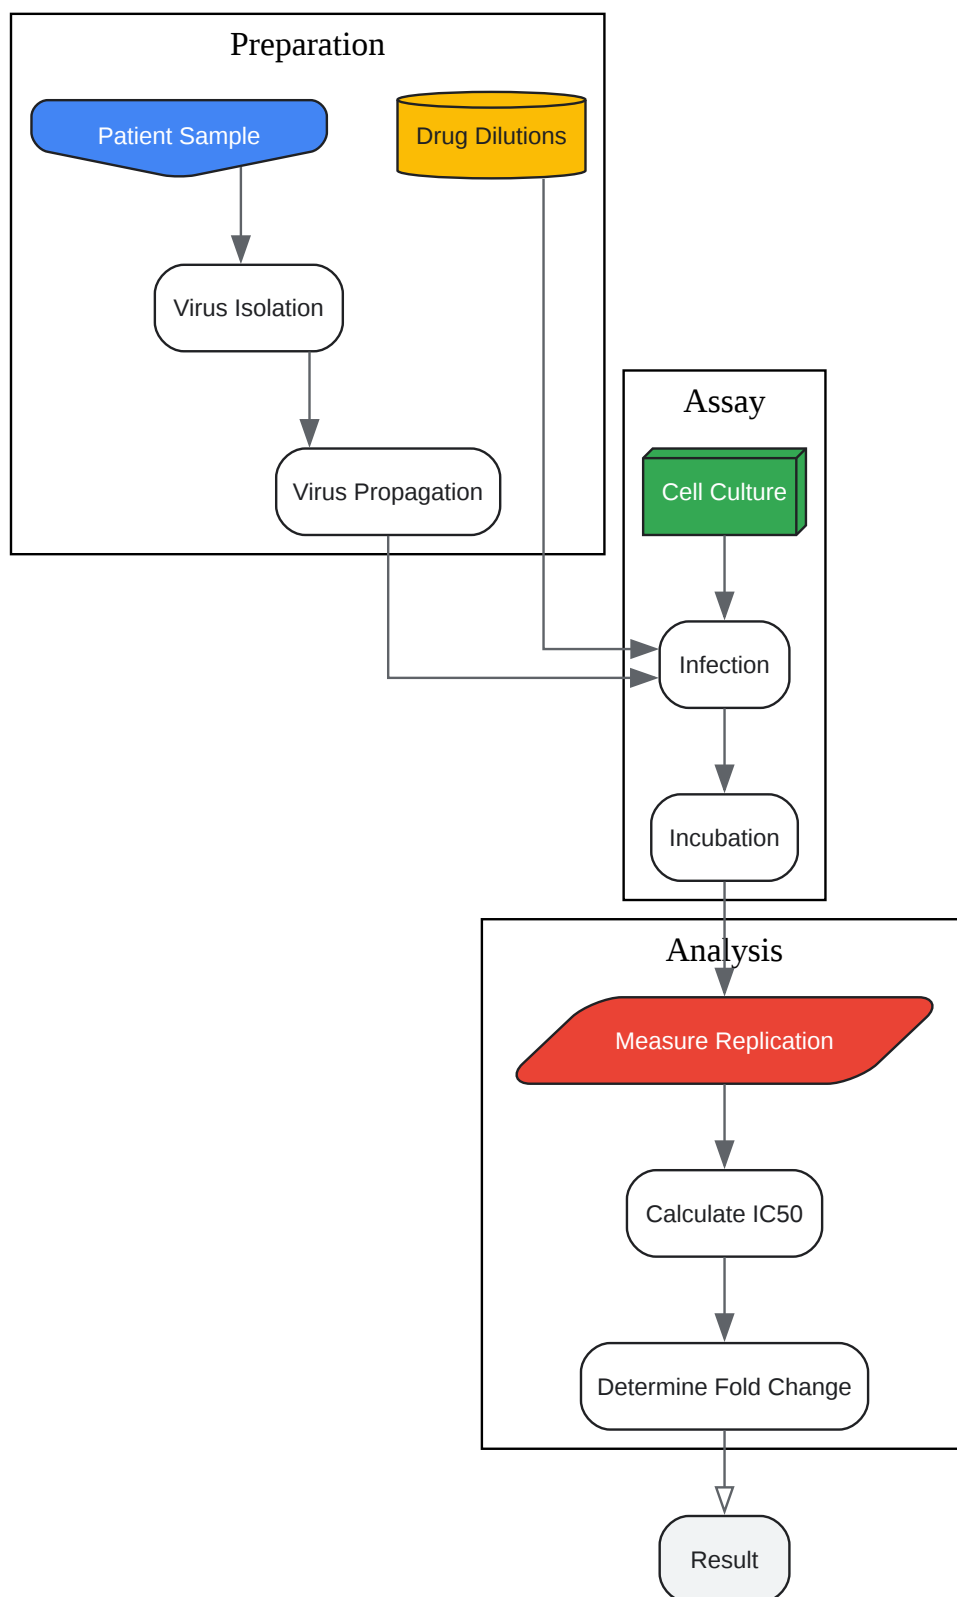 Preparation
Patient Sample
Drug Dilutions
Virus Isolation
Virus Propagation
Assay
Cell Culture
Infection
Incubation
Analysis
Measure Replication
Calculate IC50
Determine Fold Change
Result